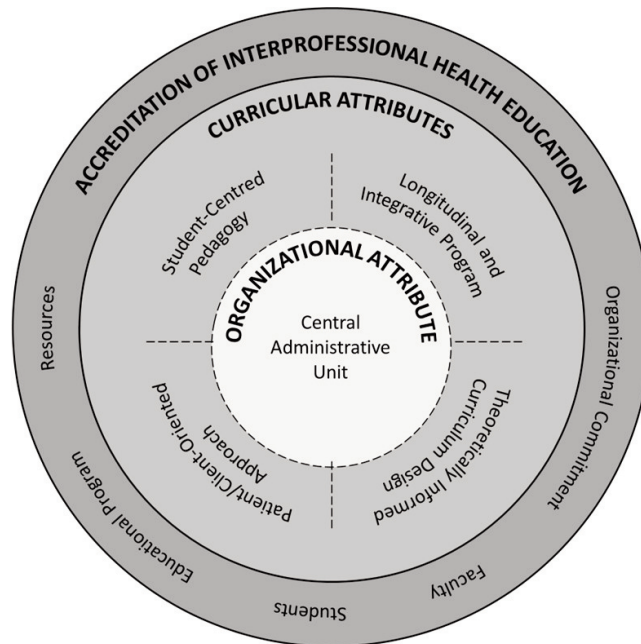 ACCREDITATION OF INTERPROFESSIONAL HEALTH EDUCATION
CURRICULAR ATTRIBUTES
Student-Centred
Pedagogy
Longitudinal and
Integrative Program
ORGANIZATIONAL ATTRIBUTE
Central
Administrative
Unit
Patient/Client-Oriented
Approach
Theoretically Informed
Curriculum Design
Resources
Educational Program
Students
Faculty
Organizational Commitment